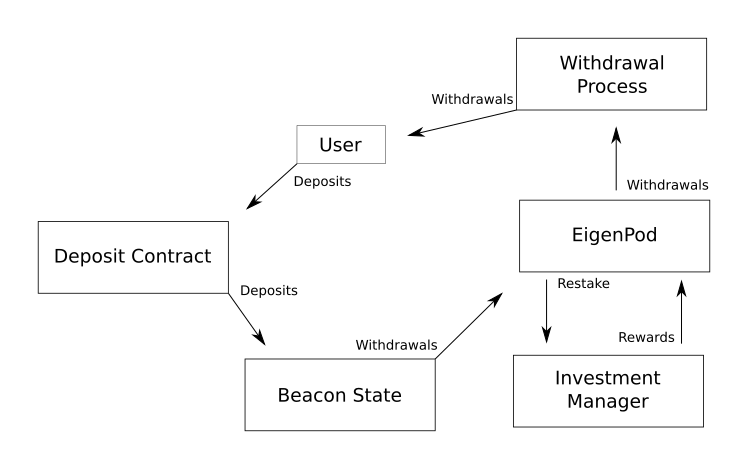 Withdrawal
Process
Withdrawals
User
Deposits
Withdrawals
EigenPod
Deposit Contract
Deposits
Restake
Withdrawals
Rewards
Beacon State
Investment
Manager